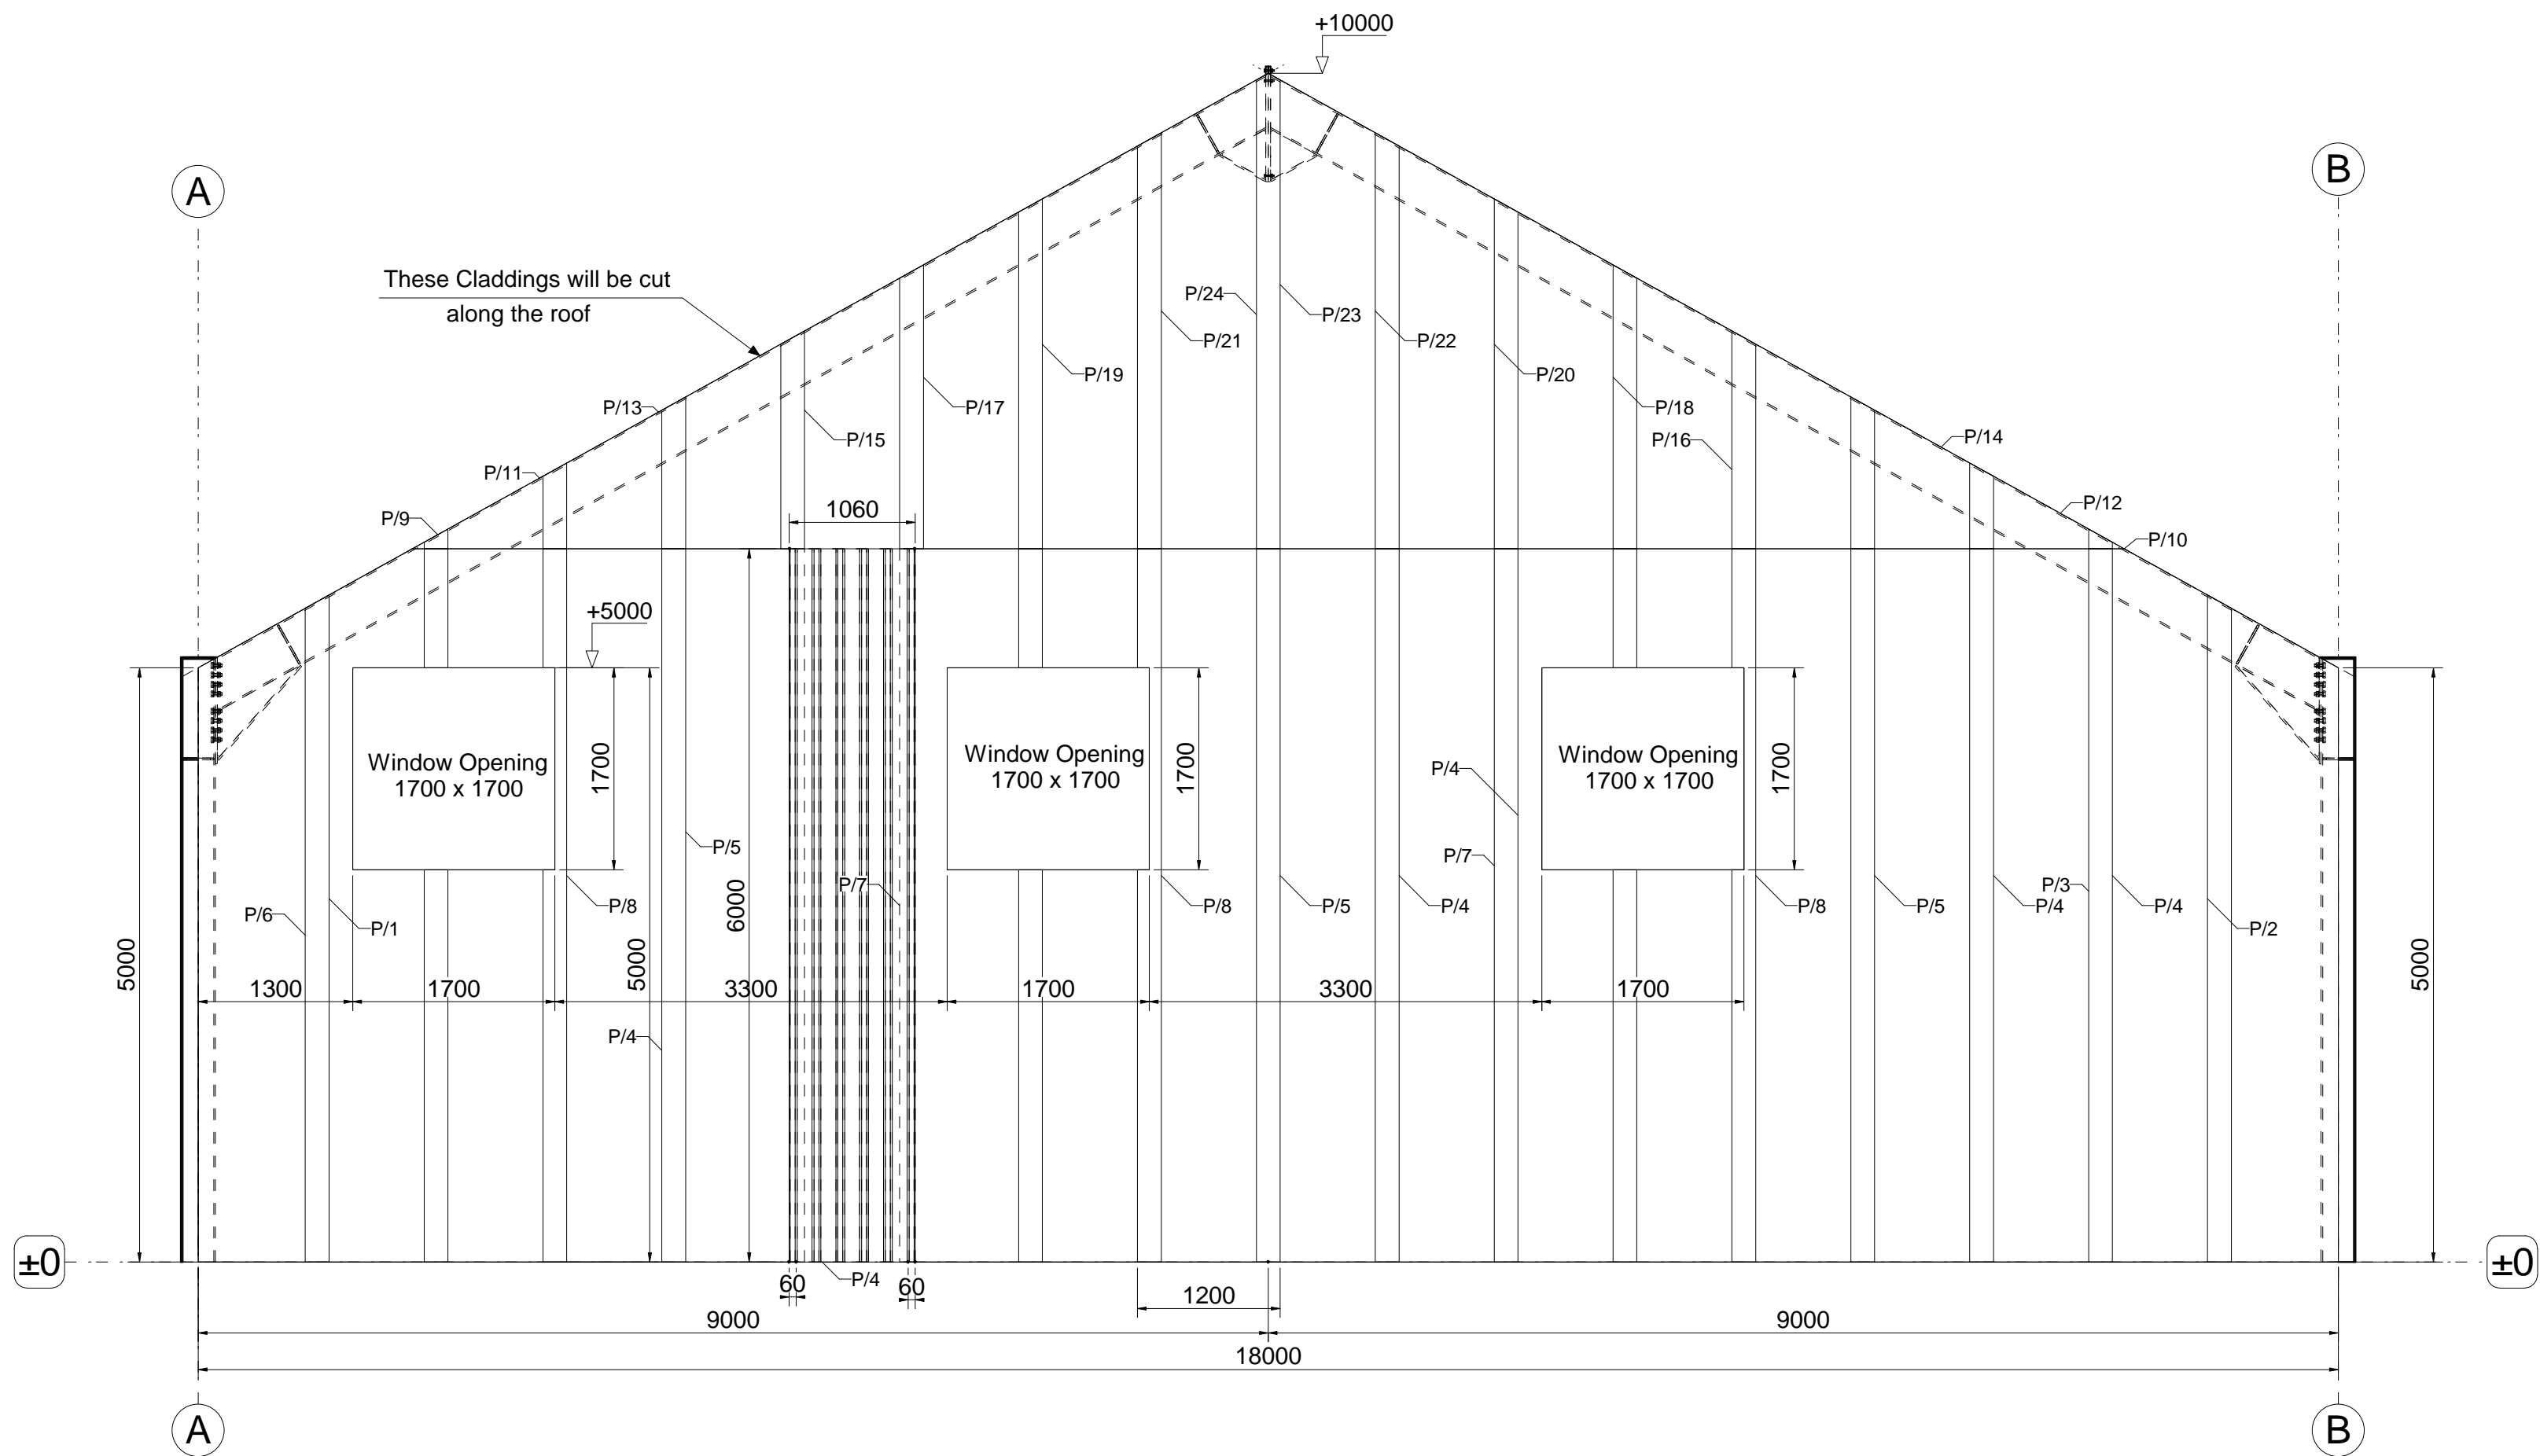 +10000
A
B
These Claddings will be cut
along the roof
P/24
P/23
P/21
P/22
P/19
P/20
P/13
P/17
P/18
P/15
P/16
P/14
P/11
P/12
P/9
1060
P/10
+5000
Window Opening
1700 x 1700
1700
Window Opening
1700 x 1700
1700
Window Opening
1700 x 1700
1700
P/4
P/5
P/7
P/7
P/6
P/1
P/8
P/8
P/5
P/4
P/8
P/5
P/3
P/4
P/4
P/2
6000
5000
5000
5000
1300
1700
3300
1700
3300
1700
P/4
±0
±0
60
P/4
60
1200
9000
9000
18000
A
B